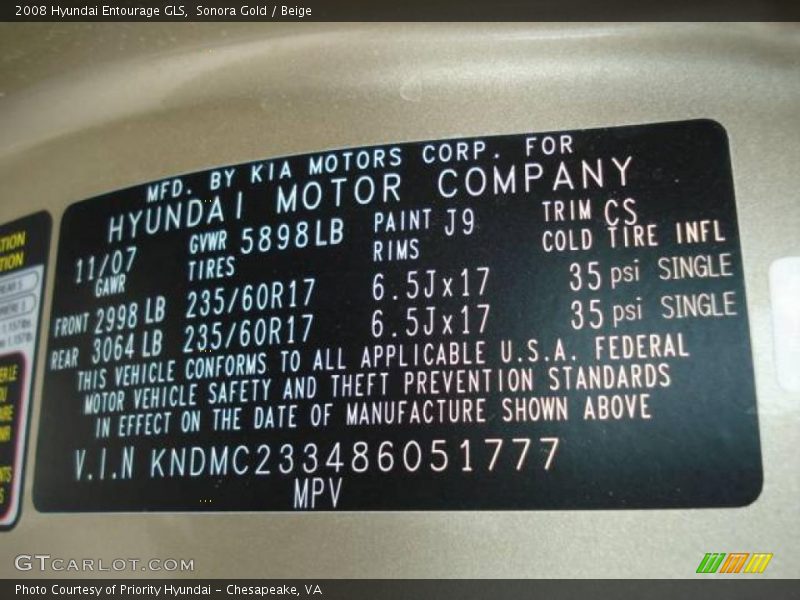 2008 Hyundai Entourage GLS, Sonora Gold / Beige
MFD. BY KIA MOTORS CORP. FOR
HYUNDAI MOTOR COMPANY
11/07 GVWR 5898LB PAINT J9 TRIM CS
GAWR TIRES RIMS COLD TIRE INFL
FRONT 2998 LB 235/60R17 6.5Jx17 35 psi SINGLE
REAR 3064 LB 235/60R17 6.5Jx17 35 psi SINGLE
THIS VEHICLE CONFORMS TO ALL APPLICABLE U.S.A. FEDERAL
MOTOR VEHICLE SAFETY AND THEFT PREVENTION STANDARDS
IN EFFECT ON THE DATE OF MANUFACTURE SHOWN ABOVE
V.I.N KNDMC233486051777
MPV
GTCARLOT.COM
Photo Courtesy of Priority Hyundai – Chesapeake, VA